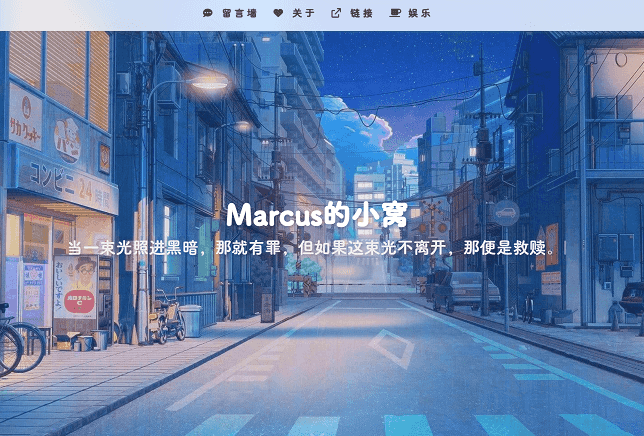 留言墙 关于 链接 娱乐
Marcus的小窝
当一束光照进黑暗，那就有罪，但如果这束光不离开，那便是救赎。
コンビニ 24